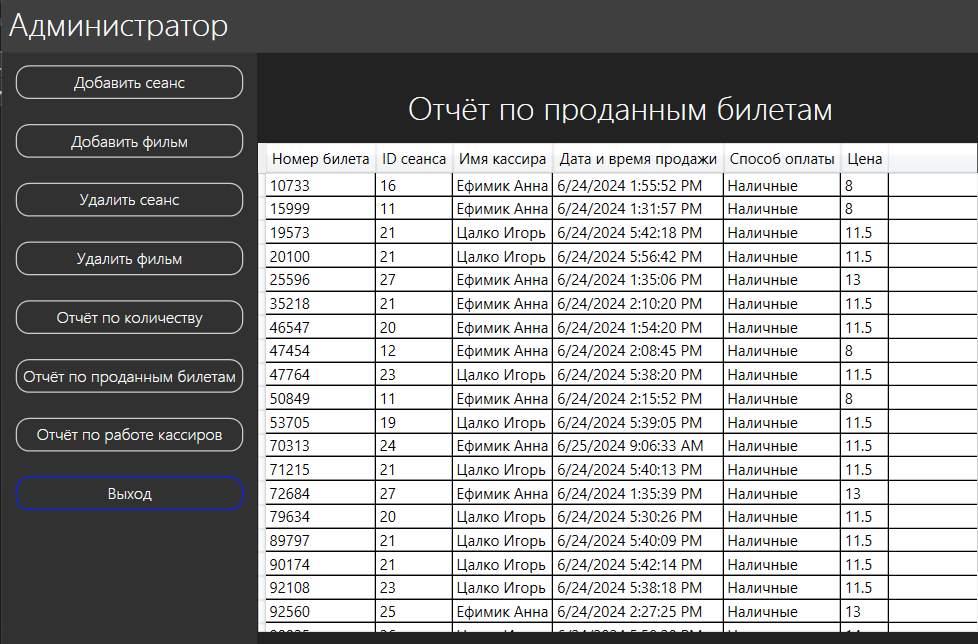 Администратор
Добавить сеанс
Добавить фильм
Удалить сеанс
Удалить фильм
Отчёт по количеству
Отчёт по проданным билетам
Отчёт по работе кассиров
Выход
Отчёт по проданным билетам
Номер билета ID сеанса Имя кассира Дата и время продажи Способ оплаты Цена
10733 16 Ефимик Анна 6/24/2024 1:55:52 PM Наличные 8
15999 11 Ефимик Анна 6/24/2024 1:31:57 PM Наличные 8
19573 21 Цалко Игорь 6/24/2024 5:42:18 PM Наличные 11.5
20100 21 Цалко Игорь 6/24/2024 5:56:42 PM Наличные 11.5
25596 27 Ефимик Анна 6/24/2024 1:35:06 PM Наличные 13
35218 21 Ефимик Анна 6/24/2024 2:10:20 PM Наличные 11.5
46547 20 Ефимик Анна 6/24/2024 1:54:20 PM Наличные 11.5
47454 12 Ефимик Анна 6/24/2024 2:08:45 PM Наличные 8
47764 23 Цалко Игорь 6/24/2024 5:38:20 PM Наличные 11.5
50849 11 Ефимик Анна 6/24/2024 2:15:52 PM Наличные 8
53705 19 Цалко Игорь 6/24/2024 5:39:05 PM Наличные 11.5
70313 24 Ефимик Анна 6/25/2024 9:06:33 AM Наличные 11.5
71215 21 Цалко Игорь 6/24/2024 5:40:13 PM Наличные 11.5
72684 27 Ефимик Анна 6/24/2024 1:35:39 PM Наличные 13
79634 20 Цалко Игорь 6/24/2024 5:30:26 PM Наличные 11.5
89797 21 Цалко Игорь 6/24/2024 5:40:09 PM Наличные 11.5
90174 21 Цалко Игорь 6/24/2024 5:42:14 PM Наличные 11.5
92108 23 Цалко Игорь 6/24/2024 5:38:18 PM Наличные 11.5
92560 25 Ефимик Анна 6/24/2024 2:27:25 PM Наличные 13